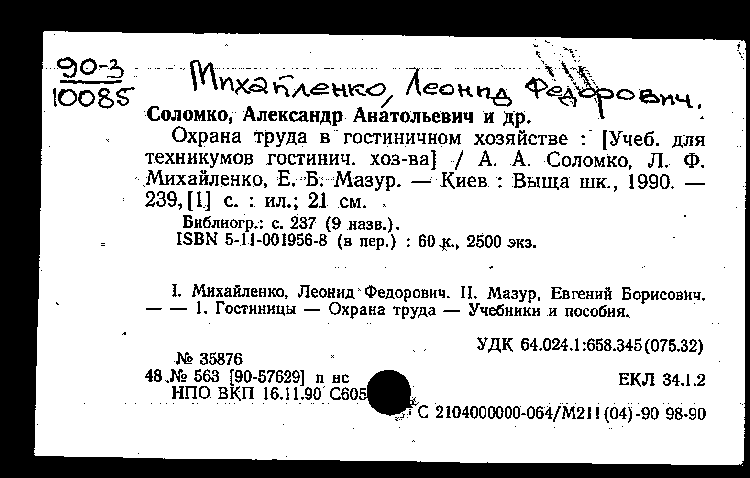 90-3
10085
Михайленко, Леонид Федорович.
Соломко, Александр Анатольевич и др.
Охрана труда в гостиничном хозяйстве : [Учеб. для
техникумов гостинич. хоз-ва] / А. А. Соломко, Л. Ф.
Михайленко, Е. Б. Мазур. — Киев : Выща шк., 1990. —
239, [1] с. : ил.; 21 см.
Библиогр.: с. 237 (9 назв.).
ISBN 5-11-001956-8 (в пер.) : 60 к., 2500 экз.
I. Михайленко, Леонид Федорович. II. Мазур, Евгений Борисович.
— — 1. Гостиницы — Охрана труда — Учебники и пособия.
УДК 64.024.1:658.345(075.32)
№ 35876
48 № 563 [90-57629] п нс
ЕКЛ 34.1.2
НПО ВКП 16.11.90 С605
С 2104000000-064/М211(04)-90 98-90